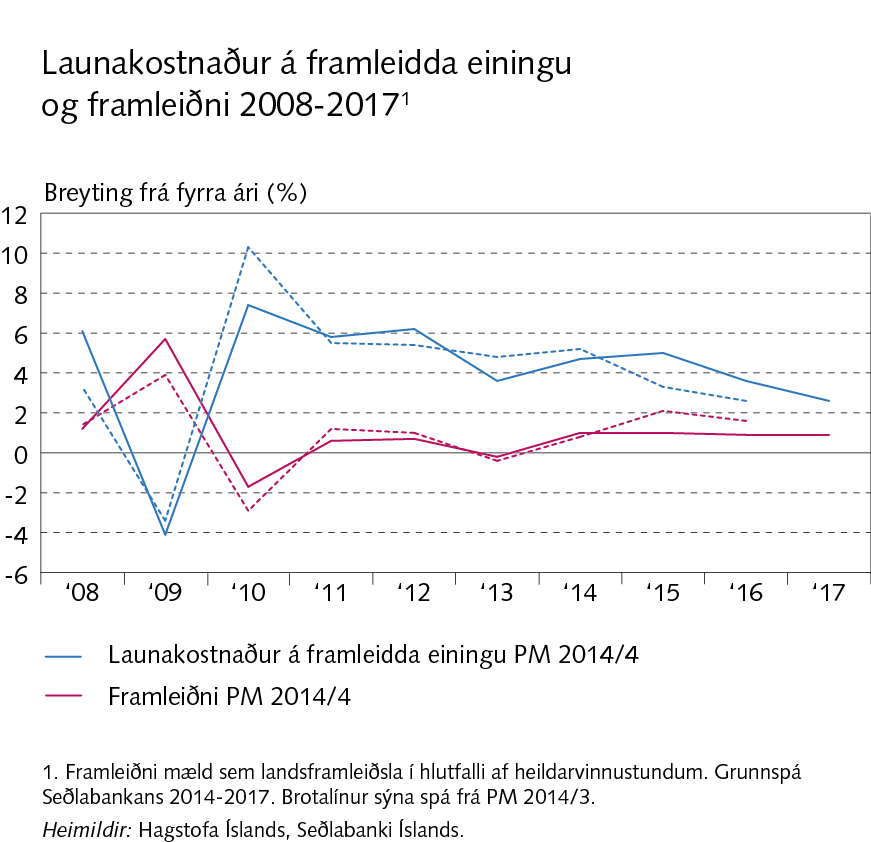 Launakostnaður á framleidda einingu
og framleiðni 2008-2017¹
Breyting frá fyrra ári (%)
12
10
8
6
4
2
0
-2
-4
-6
‘08 ‘09 ‘10 ‘11 ‘12 ‘13 ‘14 ‘15 ‘16 ‘17
Launakostnaður á framleidda einingu PM 2014/4
Framleiðni PM 2014/4
1. Framleiðni mæld sem landsframleiðsla í hlutfalli af heildarvinnustundum. Grunnspá
Seðlabankans 2014-2017. Brotalínur sýna spá frá PM 2014/3.
Heimildir: Hagstofa Íslands, Seðlabanki Íslands.